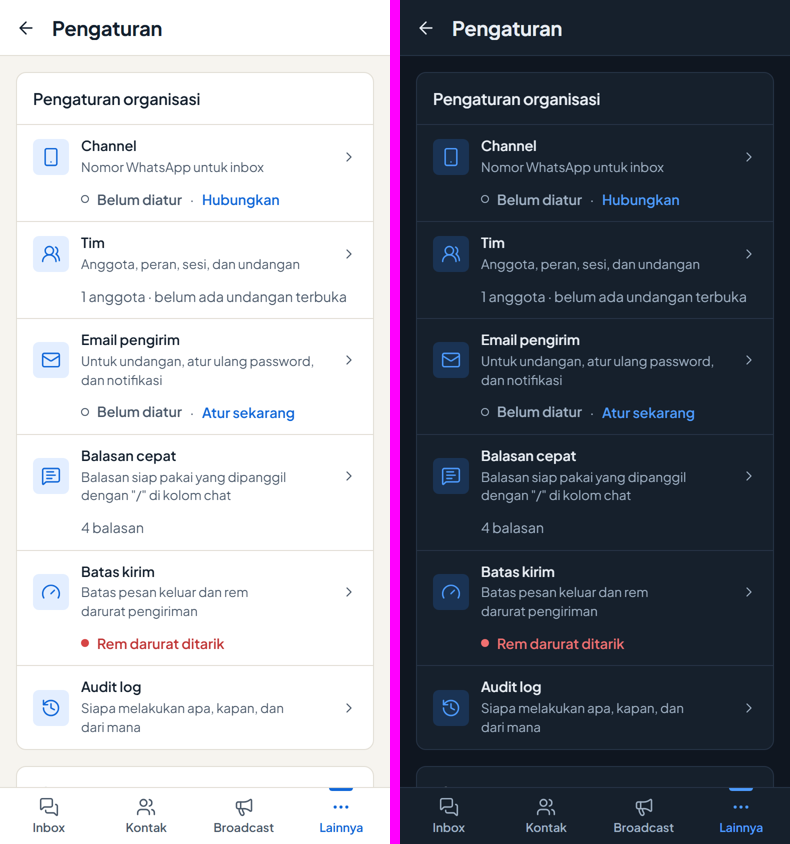 Pengaturan
Pengaturan organisasi
Channel
Nomor WhatsApp untuk inbox
Belum diatur · Hubungkan
Tim
Anggota, peran, sesi, dan undangan
1 anggota · belum ada undangan terbuka
Email pengirim
Untuk undangan, atur ulang password,
dan notifikasi
Belum diatur · Atur sekarang
Balasan cepat
Balasan siap pakai yang dipanggil
dengan "/" di kolom chat
4 balasan
Batas kirim
Batas pesan keluar dan rem
darurat pengiriman
Rem darurat ditarik
Audit log
Siapa melakukan apa, kapan, dan
dari mana
Inbox
Kontak
Broadcast
Lainnya
Pengaturan
Pengaturan organisasi
Channel
Nomor WhatsApp untuk inbox
Belum diatur · Hubungkan
Tim
Anggota, peran, sesi, dan undangan
1 anggota · belum ada undangan terbuka
Email pengirim
Untuk undangan, atur ulang password,
dan notifikasi
Belum diatur · Atur sekarang
Balasan cepat
Balasan siap pakai yang dipanggil
dengan "/" di kolom chat
4 balasan
Batas kirim
Batas pesan keluar dan rem
darurat pengiriman
Rem darurat ditarik
Audit log
Siapa melakukan apa, kapan, dan
dari mana
Inbox
Kontak
Broadcast
Lainnya